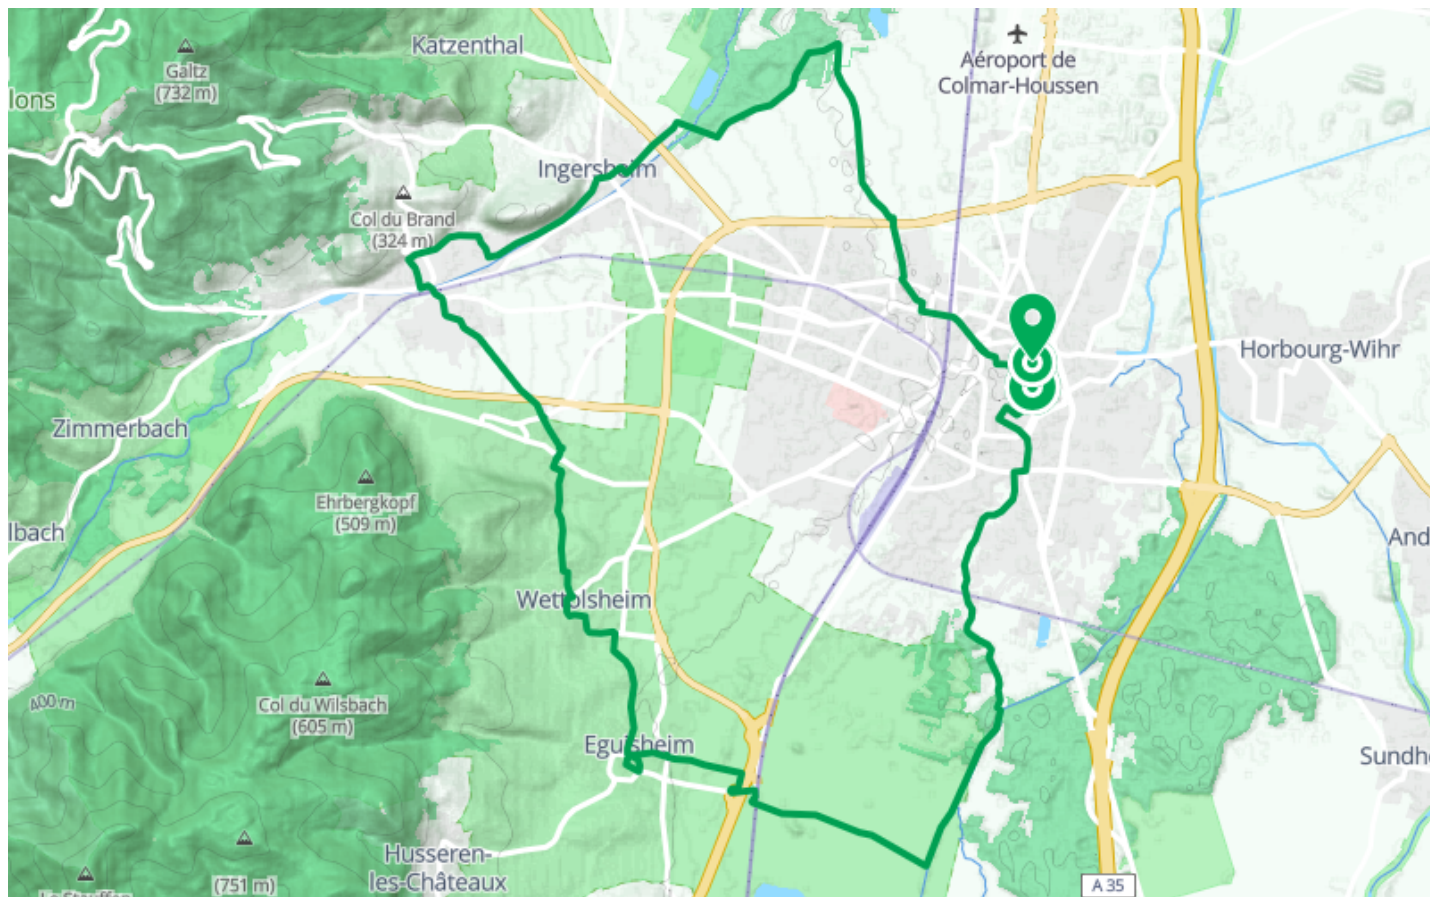 Katzenthal
Galtz
(732 m)
lons
Aéroport de
Colmar-Houssen
Ingersheim
Col du Brand
(324 m)
Horbourg-Wihr
Zimmerbach
Ehrbergkopf
(509 m)
lbach
And
Wettolsheim
400 m
Col du Wilsbach
(605 m)
Eguisheim
Sundh
Husseren-
les-Châteaux
(751 m)
A 35